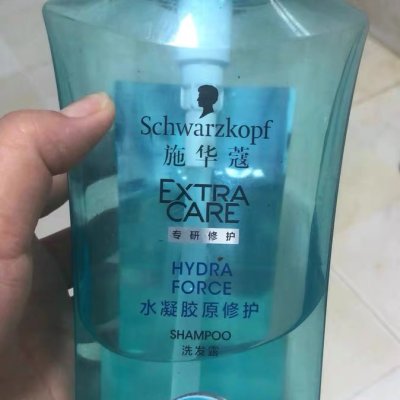 Schwarzkopf
施华蔻
EXTRA
CARE
专研修护
HYDRA
FORCE
水凝胶原修护
SHAMPOO
洗发露